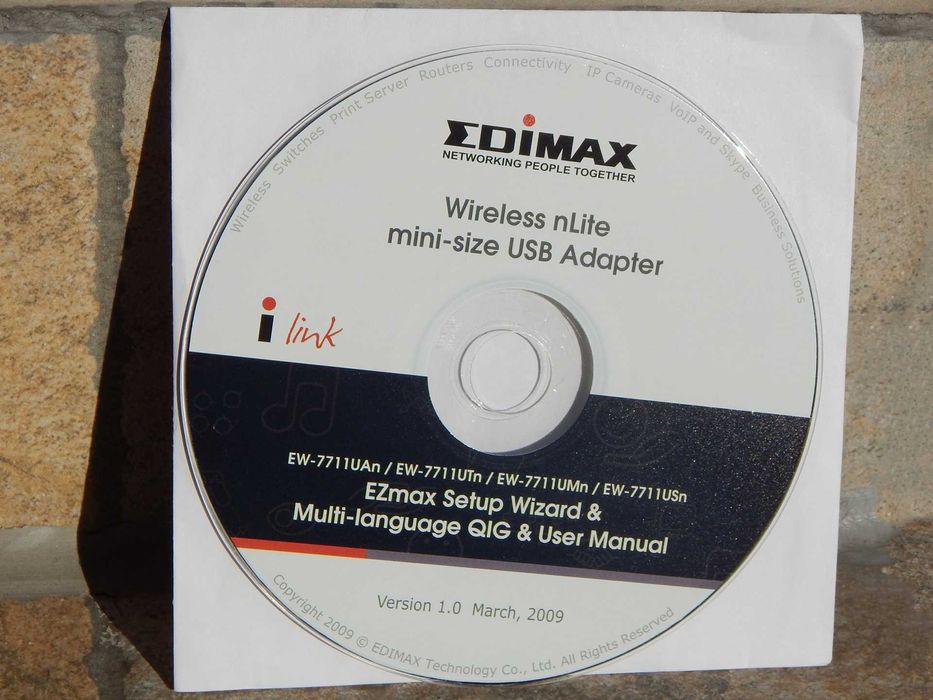 Wireless Switches Print Server Routers Connectivity IP Cameras VoIP and Skype Business Solutions
EDiMAX
NETWORKING PEOPLE TOGETHER
Wireless nLite
mini-size USB Adapter
i link
EW-7711UAn / EW-7711UTn / EW-7711UMn / EW-7711USn
EZmax Setup Wizard &
Multi-language QIG & User Manual
Version 1.0 March, 2009
Copyright 2009 © EDIMAX Technology Co., Ltd. All Rights Reserved